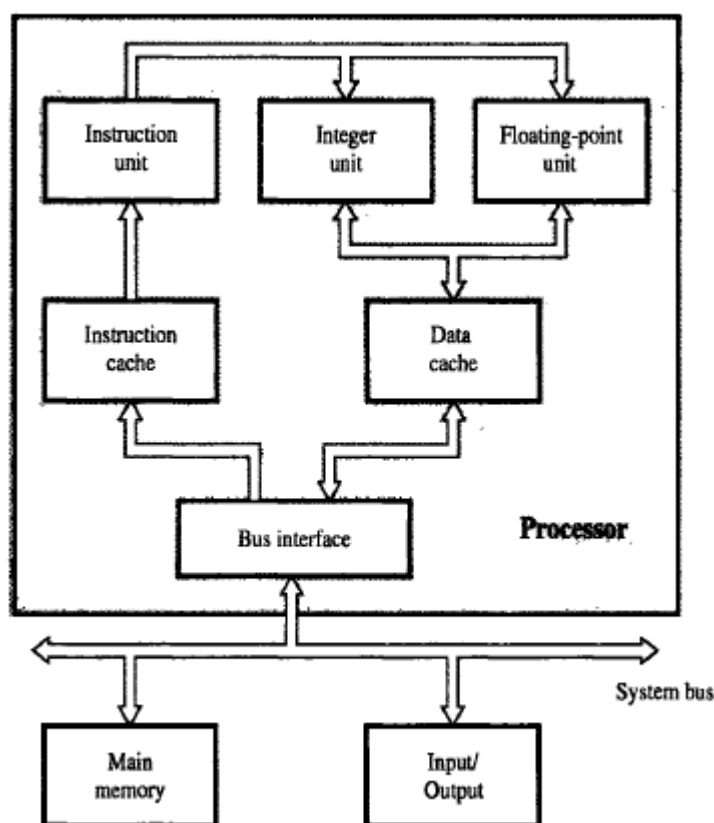 Instruction
unit
Integer
unit
Floating-point
unit
Instruction
cache
Data
cache
Bus interface
Processor
System bus
Main
memory
Input/
Output